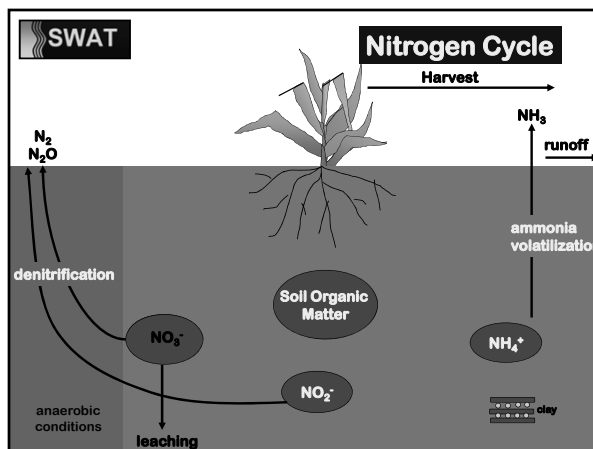 SWAT
Nitrogen Cycle
Harvest
NH₃
N₂
N₂O
runoff
ammonia
volatilization
denitrification
Soil Organic
Matter
NO₃⁻
NH₄⁺
NO₂⁻
clay
anaerobic
conditions
leaching